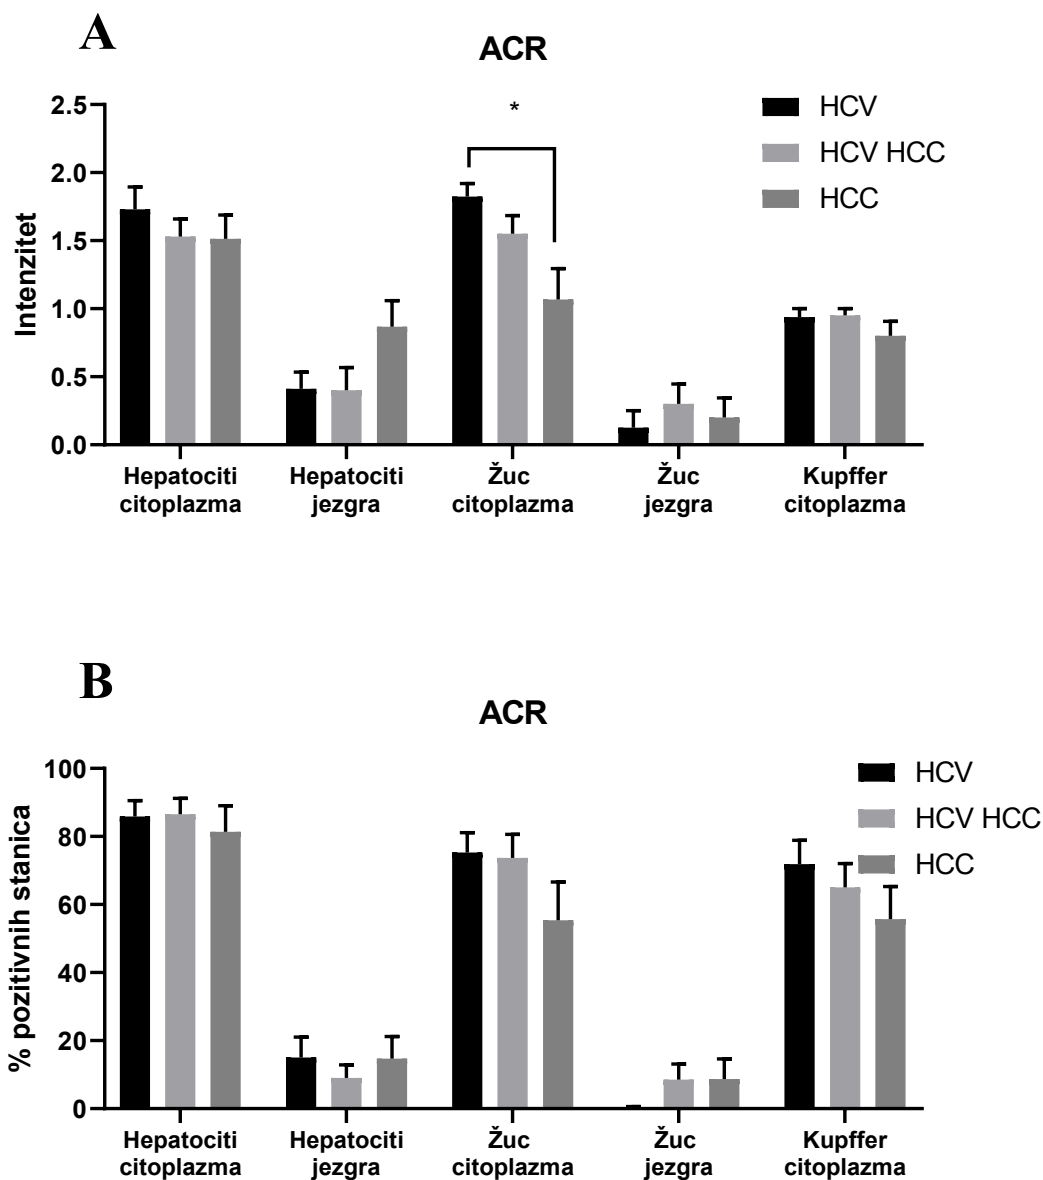 A
ACR
*
HCV
HCV HCC
HCC
Intenzitet
2.5
2.0
1.5
1.0
0.5
0.0
Hepatociti
citoplazma
Hepatociti
jezgra
Žuc
citoplazma
Žuc
jezgra
Kupffer
citoplazma
B
ACR
HCV
HCV HCC
HCC
% pozitivnih stanica
100
80
60
40
20
0
Hepatociti
citoplazma
Hepatociti
jezgra
Žuc
citoplazma
Žuc
jezgra
Kupffer
citoplazma